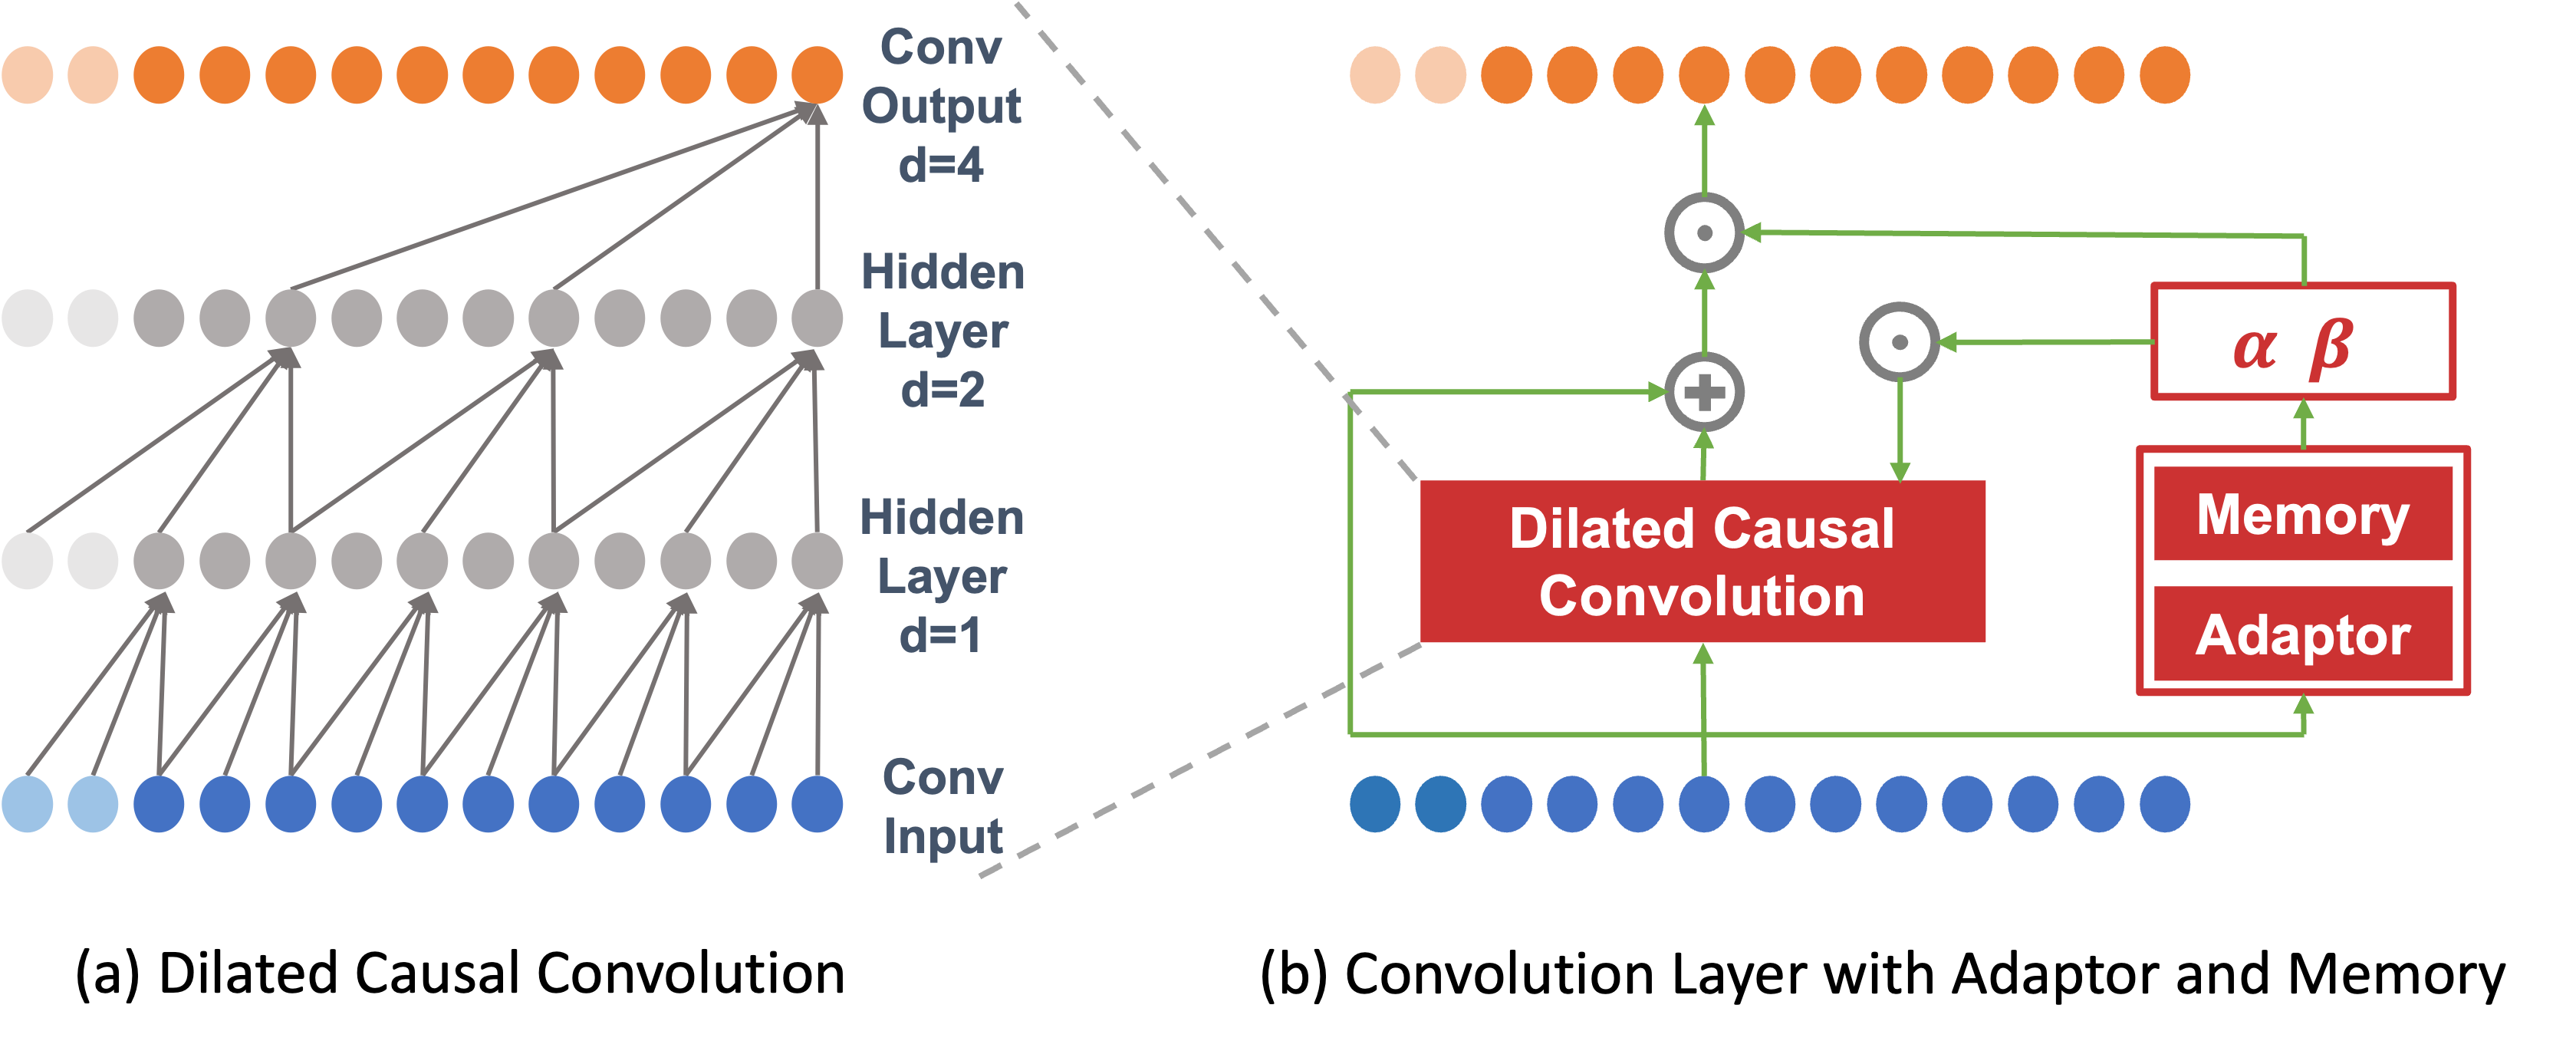 Conv
Output
d=4
Hidden
Layer
d=2
Hidden
Layer
d=1
Conv
Input
(a) Dilated Causal Convolution
α β
Dilated Causal
Convolution
Memory
Adaptor
(b) Convolution Layer with Adaptor and Memory